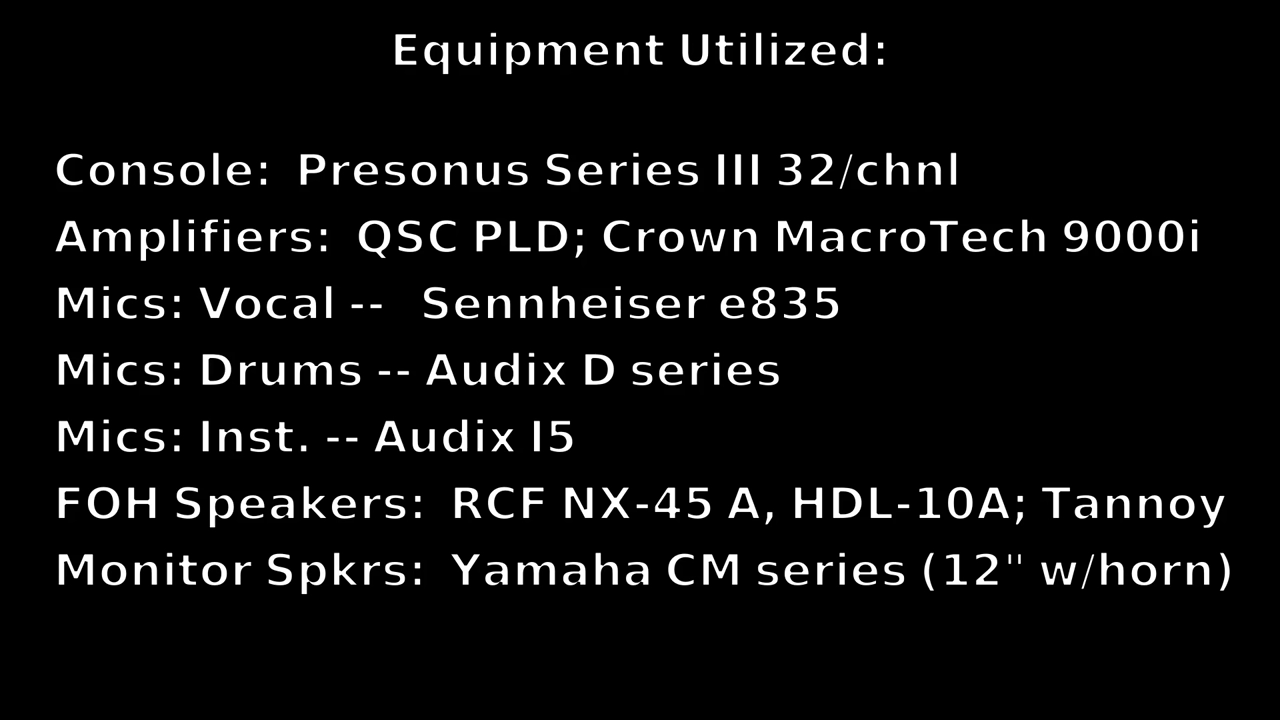 Equipment Utilized:
Console: Presonus Series III 32/chnl
Amplifiers: QSC PLD; Crown MacroTech 9000i
Mics: Vocal -- Sennheiser e835
Mics: Drums -- Audix D series
Mics: Inst. -- Audix I5
FOH Speakers: RCF NX-45 A, HDL-10A; Tannoy
Monitor Spkrs: Yamaha CM series (12" w/horn)